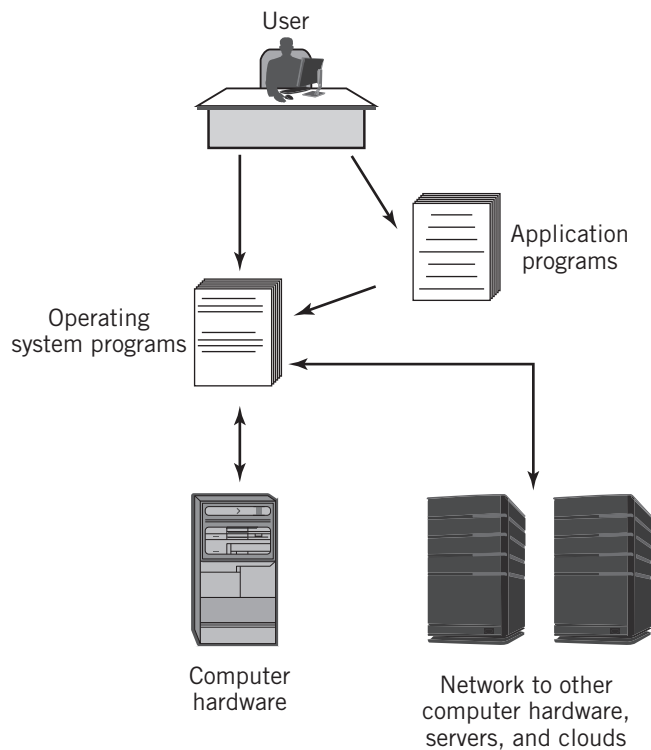 User
Application
programs
Operating
system programs
Computer
hardware
Network to other
computer hardware,
servers, and clouds